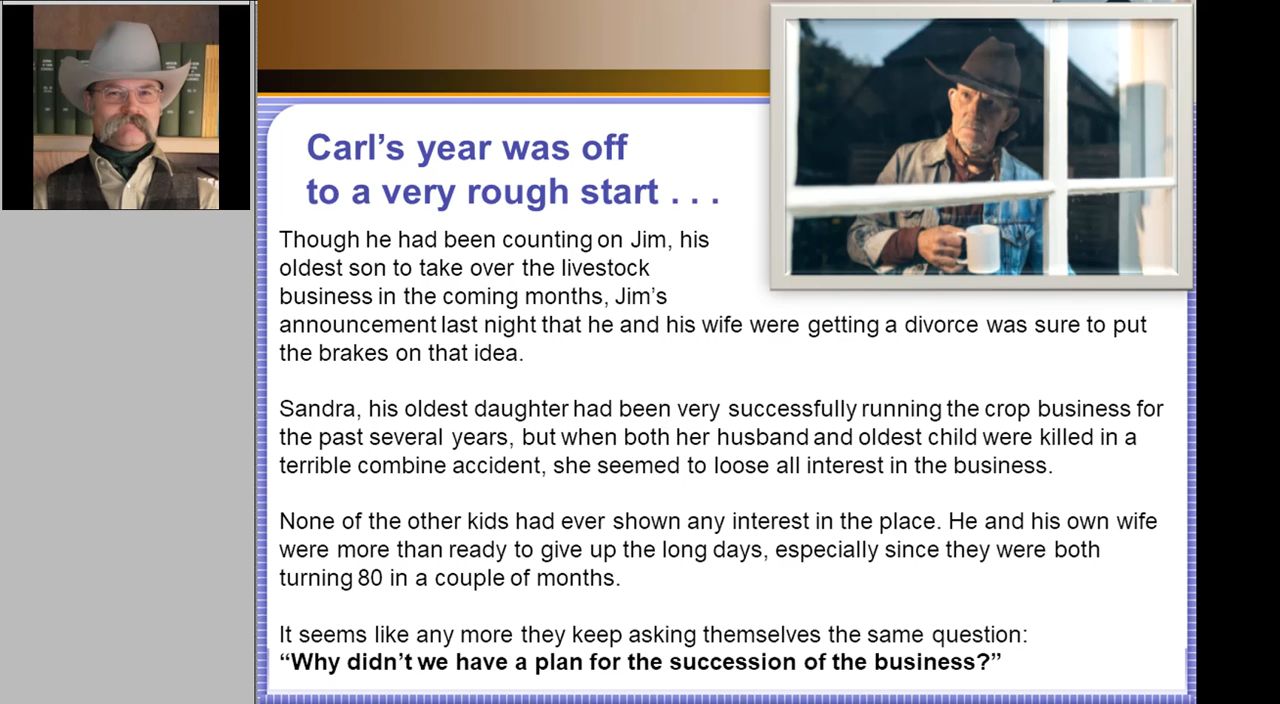 Carl’s year was off
to a very rough start . . .
Though he had been counting on Jim, his
oldest son to take over the livestock
business in the coming months, Jim’s
announcement last night that he and his wife were getting a divorce was sure to put
the brakes on that idea.
Sandra, his oldest daughter had been very successfully running the crop business for
the past several years, but when both her husband and oldest child were killed in a
terrible combine accident, she seemed to loose all interest in the business.
None of the other kids had ever shown any interest in the place. He and his own wife
were more than ready to give up the long days, especially since they were both
turning 80 in a couple of months.
It seems like any more they keep asking themselves the same question:
“Why didn’t we have a plan for the succession of the business?”